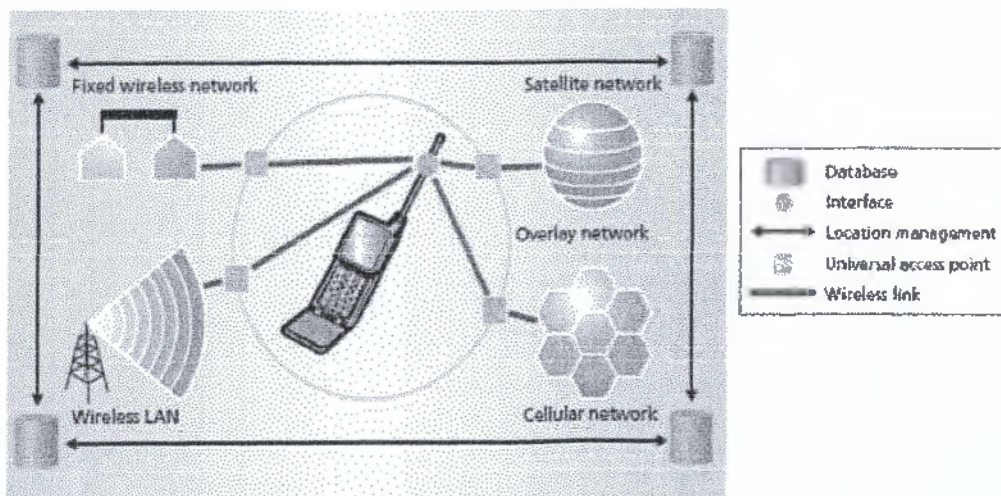 Fixed wireless network
Satellite network
Overlay network
Wireless LAN
Cellular network
Database
Interface
Location management
Universal access point
Wireless link